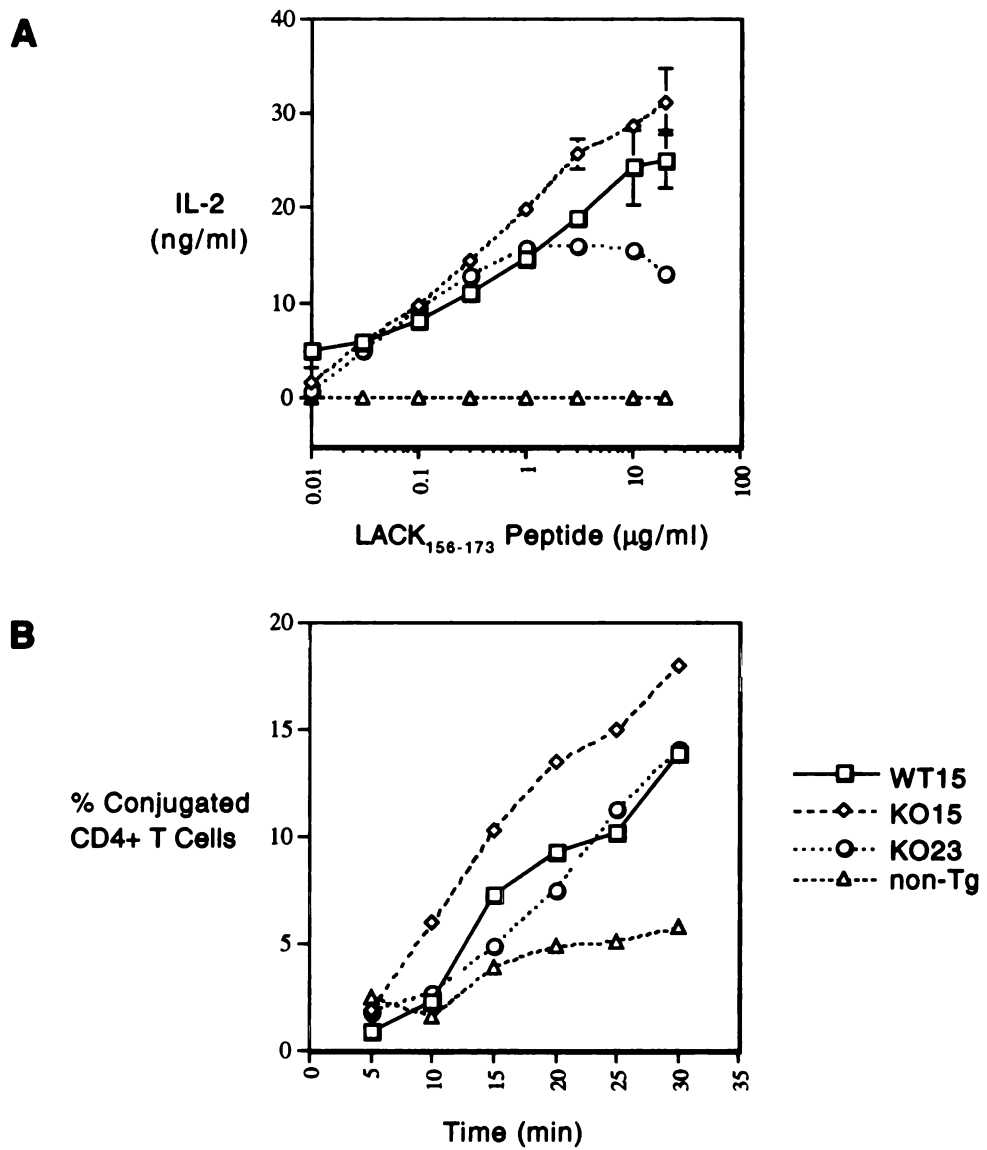 A
40
30
20
10
0
IL-2
(ng/ml)
0.01
0.1
1
10
100
LACK156-173 Peptide (µg/ml)
B
20
15
10
5
0
% Conjugated
CD4+ T Cells
0
5
10
15
20
25
30
35
Time (min)
WT15
KO15
KO23
non-Tg